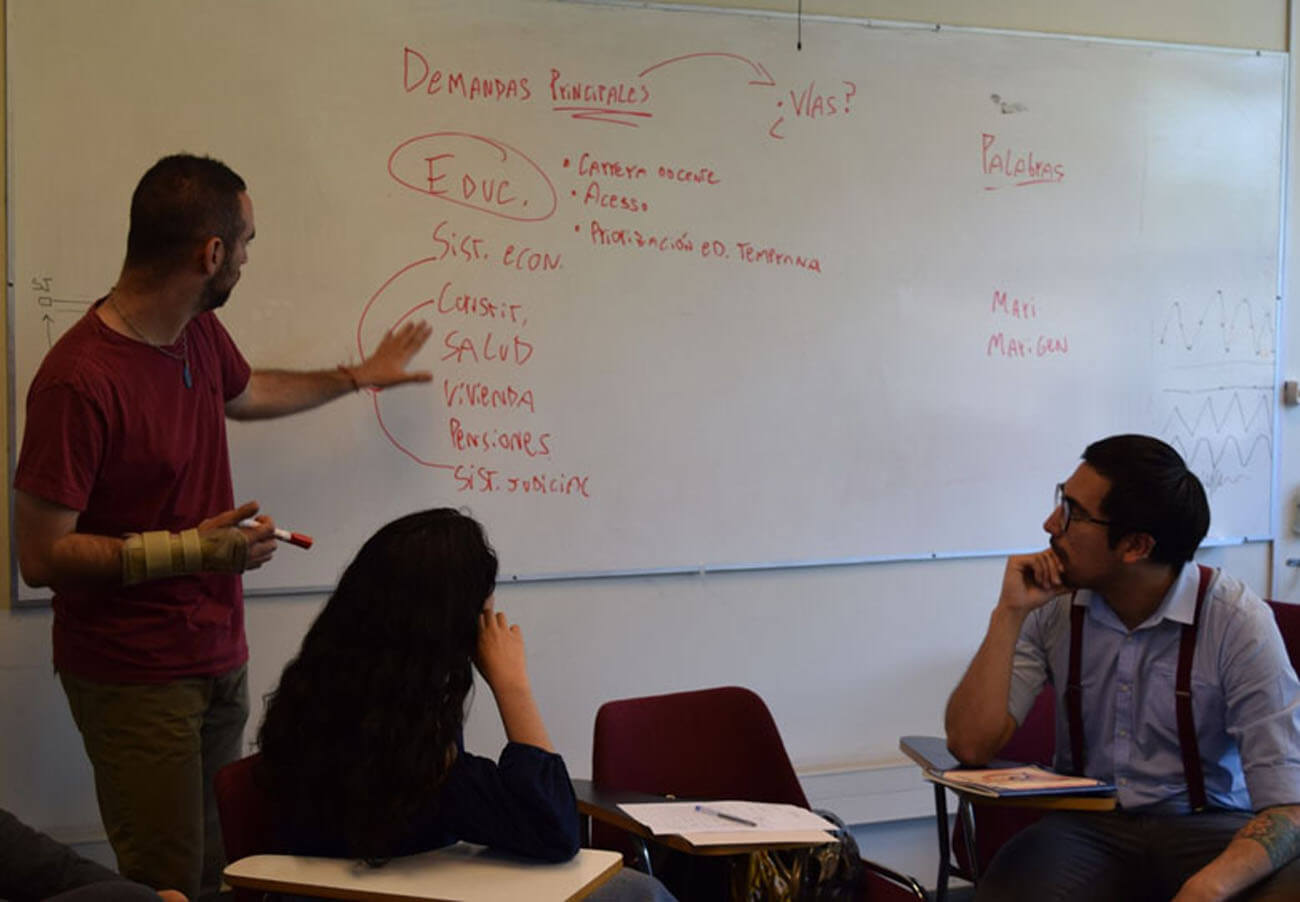 DEMANDAS PRINCIPALES
¿VÍAS?
EDUC.
• CARRERA DOCENTE
• ACESSO
• PRIORIZACIÓN ED. TEMPRANA
SIST. ECON.
CONSTIT.
SALUD
VIVIENDA
PENSIONES
SIST. JUDICIAL
PALABRAS
MARI
MARI.GEN
SJ